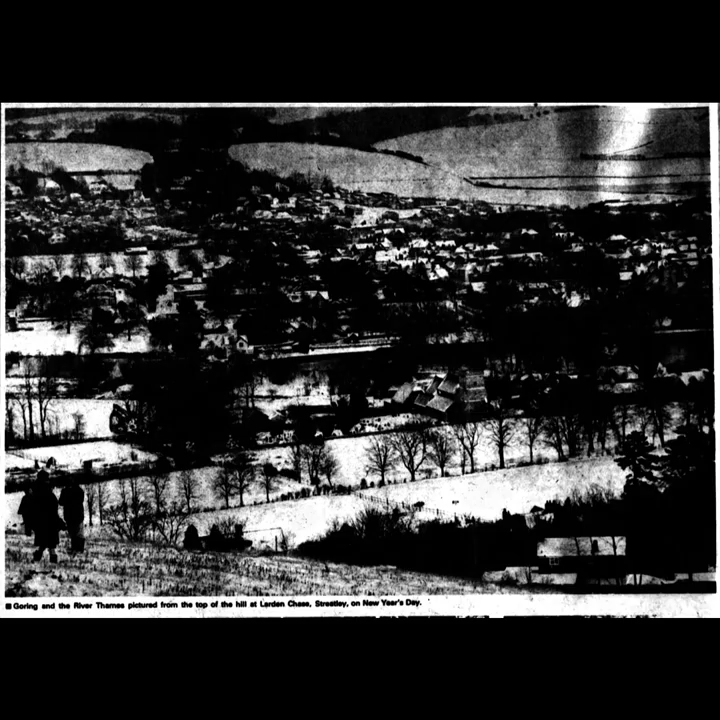 ■ Goring and the River Thames pictured from the top of the hill at Larden Chase, Streatley, on New Year's Day.